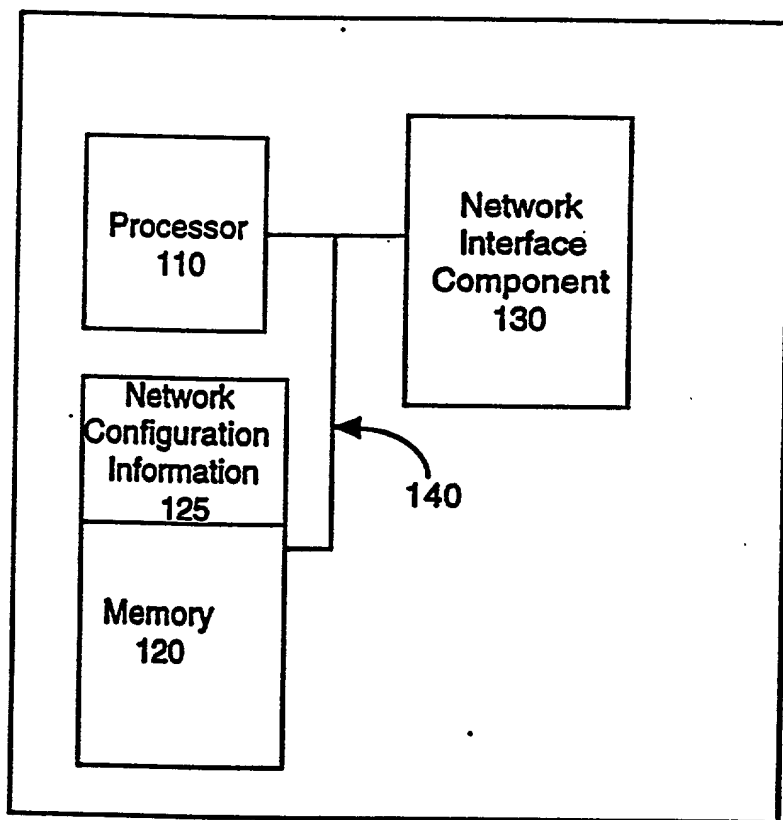 Processor
110
Network
Interface
Component
130
Network
Configuration
Information
125
140
Memory
120